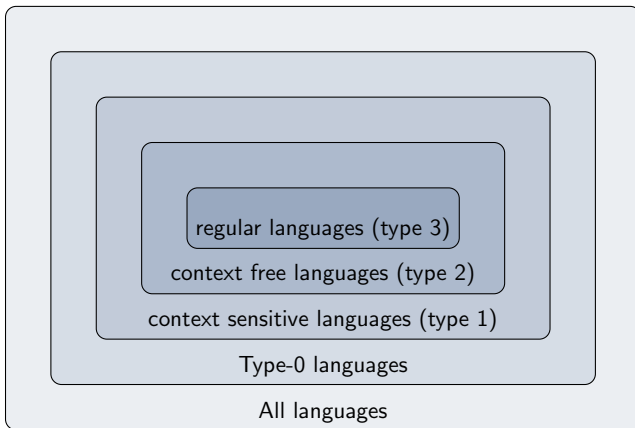 regular languages (type 3)
context free languages (type 2)
context sensitive languages (type 1)
Type-0 languages
All languages